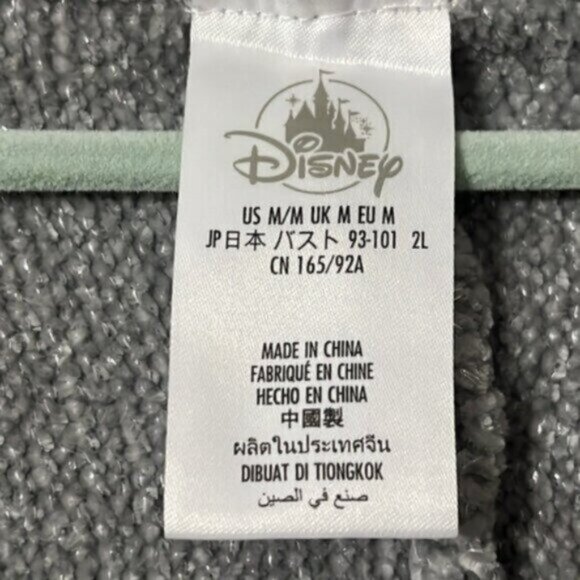 Disney
US M/M UK M EU M
JP日本 バスト 93-101 2L
CN 165/92A
MADE IN CHINA
FABRIQUÉ EN CHINE
HECHO EN CHINA
中國製
ผลิตในประเทศจีน
DIBUAT DI TIONGKOK
صنع في الصين